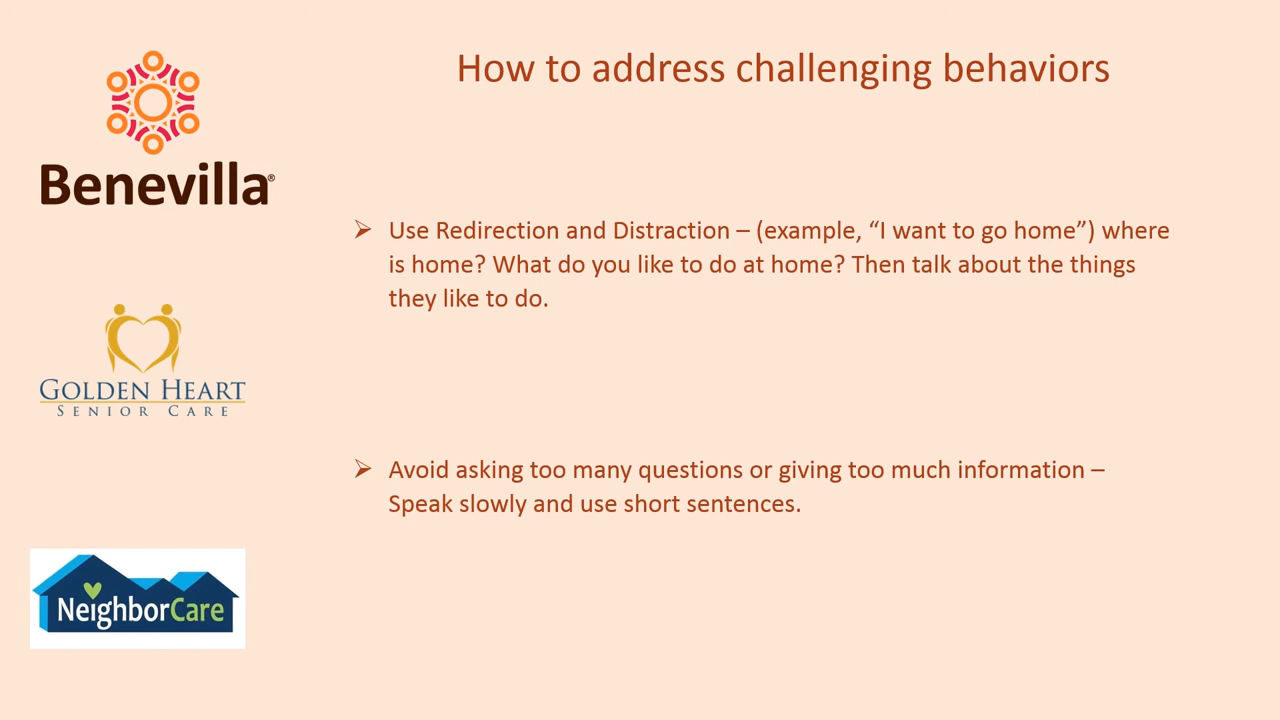 How to address challenging behaviors
Benevilla®
➢ Use Redirection and Distraction – (example, “I want to go home”) where
is home? What do you like to do at home? Then talk about the things
they like to do.
GOLDEN HEART
SENIOR CARE
➢ Avoid asking too many questions or giving too much information –
Speak slowly and use short sentences.
NeighborCare